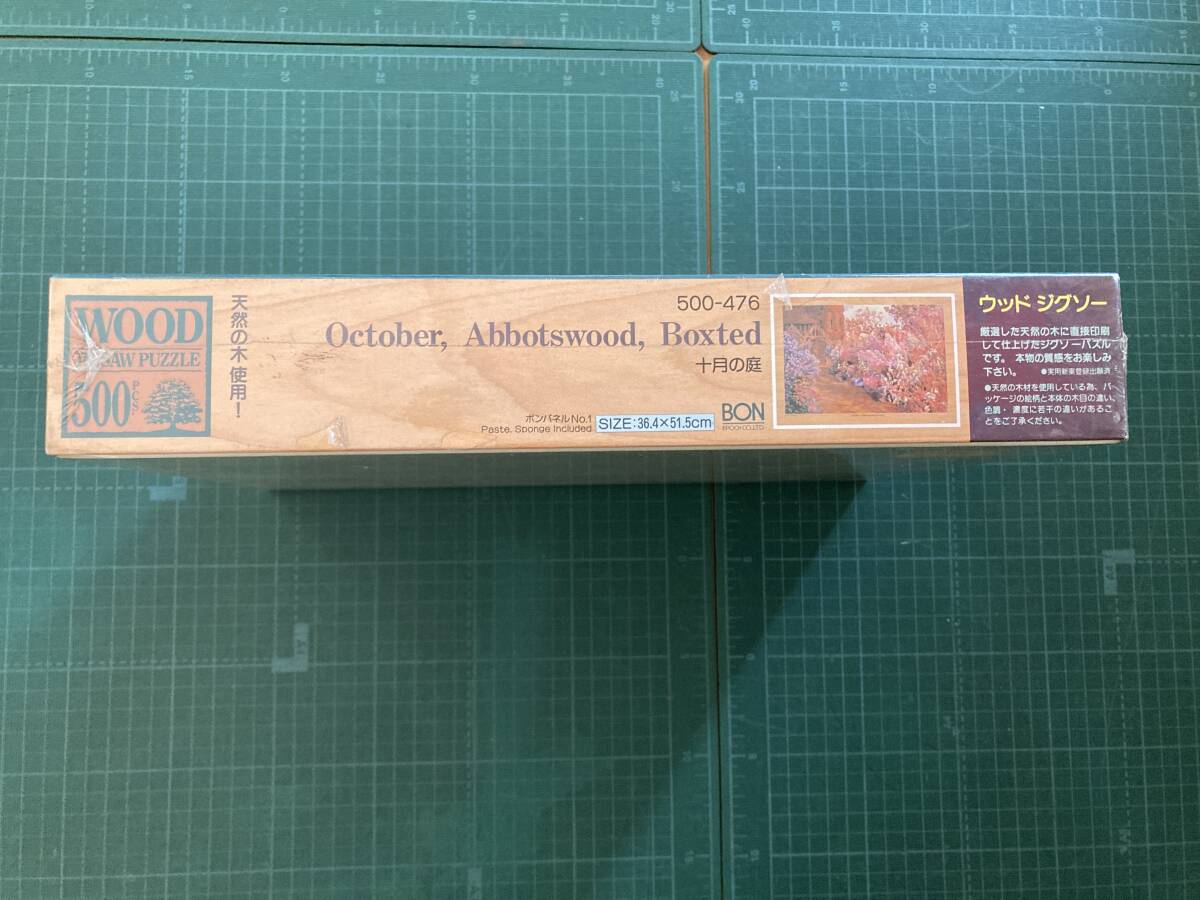 WOOD
JIGSAW PUZZLE
500 PCS.
天然の木使用！
500-476
October, Abbotswood, Boxted
十月の庭
ボンパネルNo.1
Paste, Sponge Included
SIZE:36.4×51.5cm
BON
EPOCH CO.,LTD.
ウッド ジグソー
厳選した天然の木に直接印刷
して仕上げたジグソーパズル
です。本物の質感をお楽しみ
下さい。 ●実用新案登録出願済
●天然の木材を使用している為、パ
ッケージの絵柄と本体の木目の違い、
色調・濃度に若干の違いがあるこ
とをご了承ください。